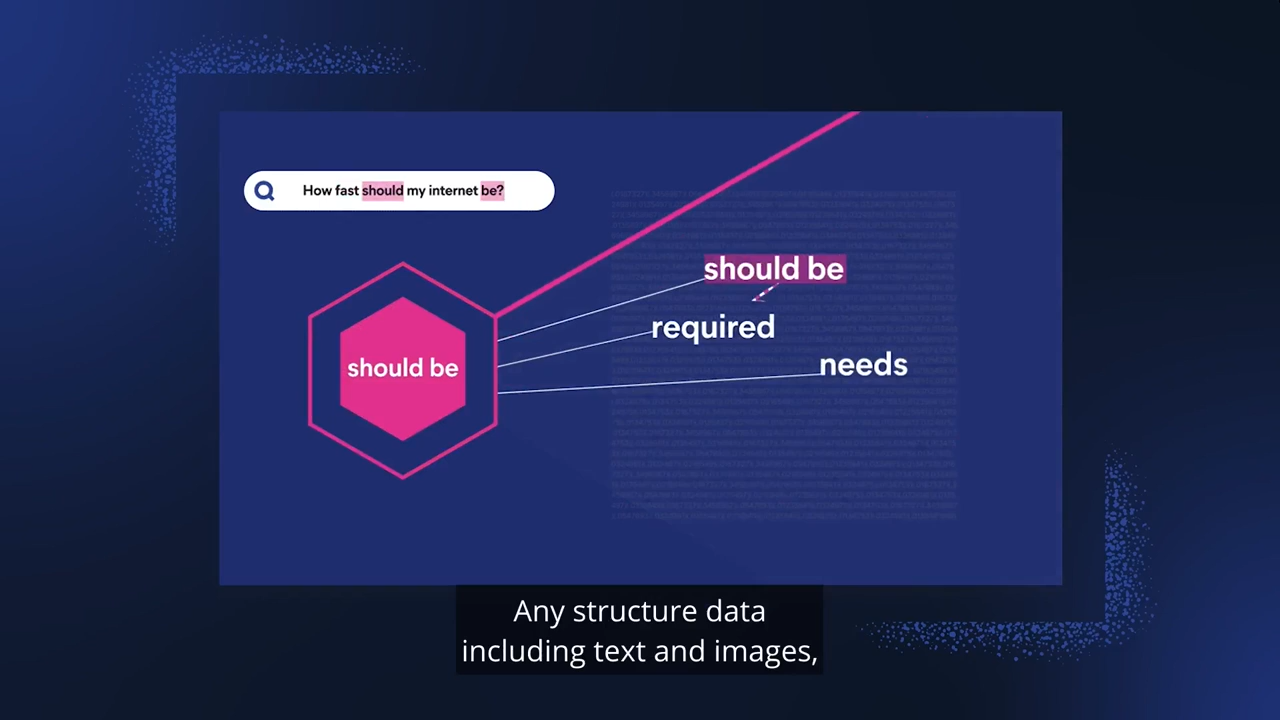 How fast should my internet be?
should be
should be
required
needs
Any structure data
including text and images,